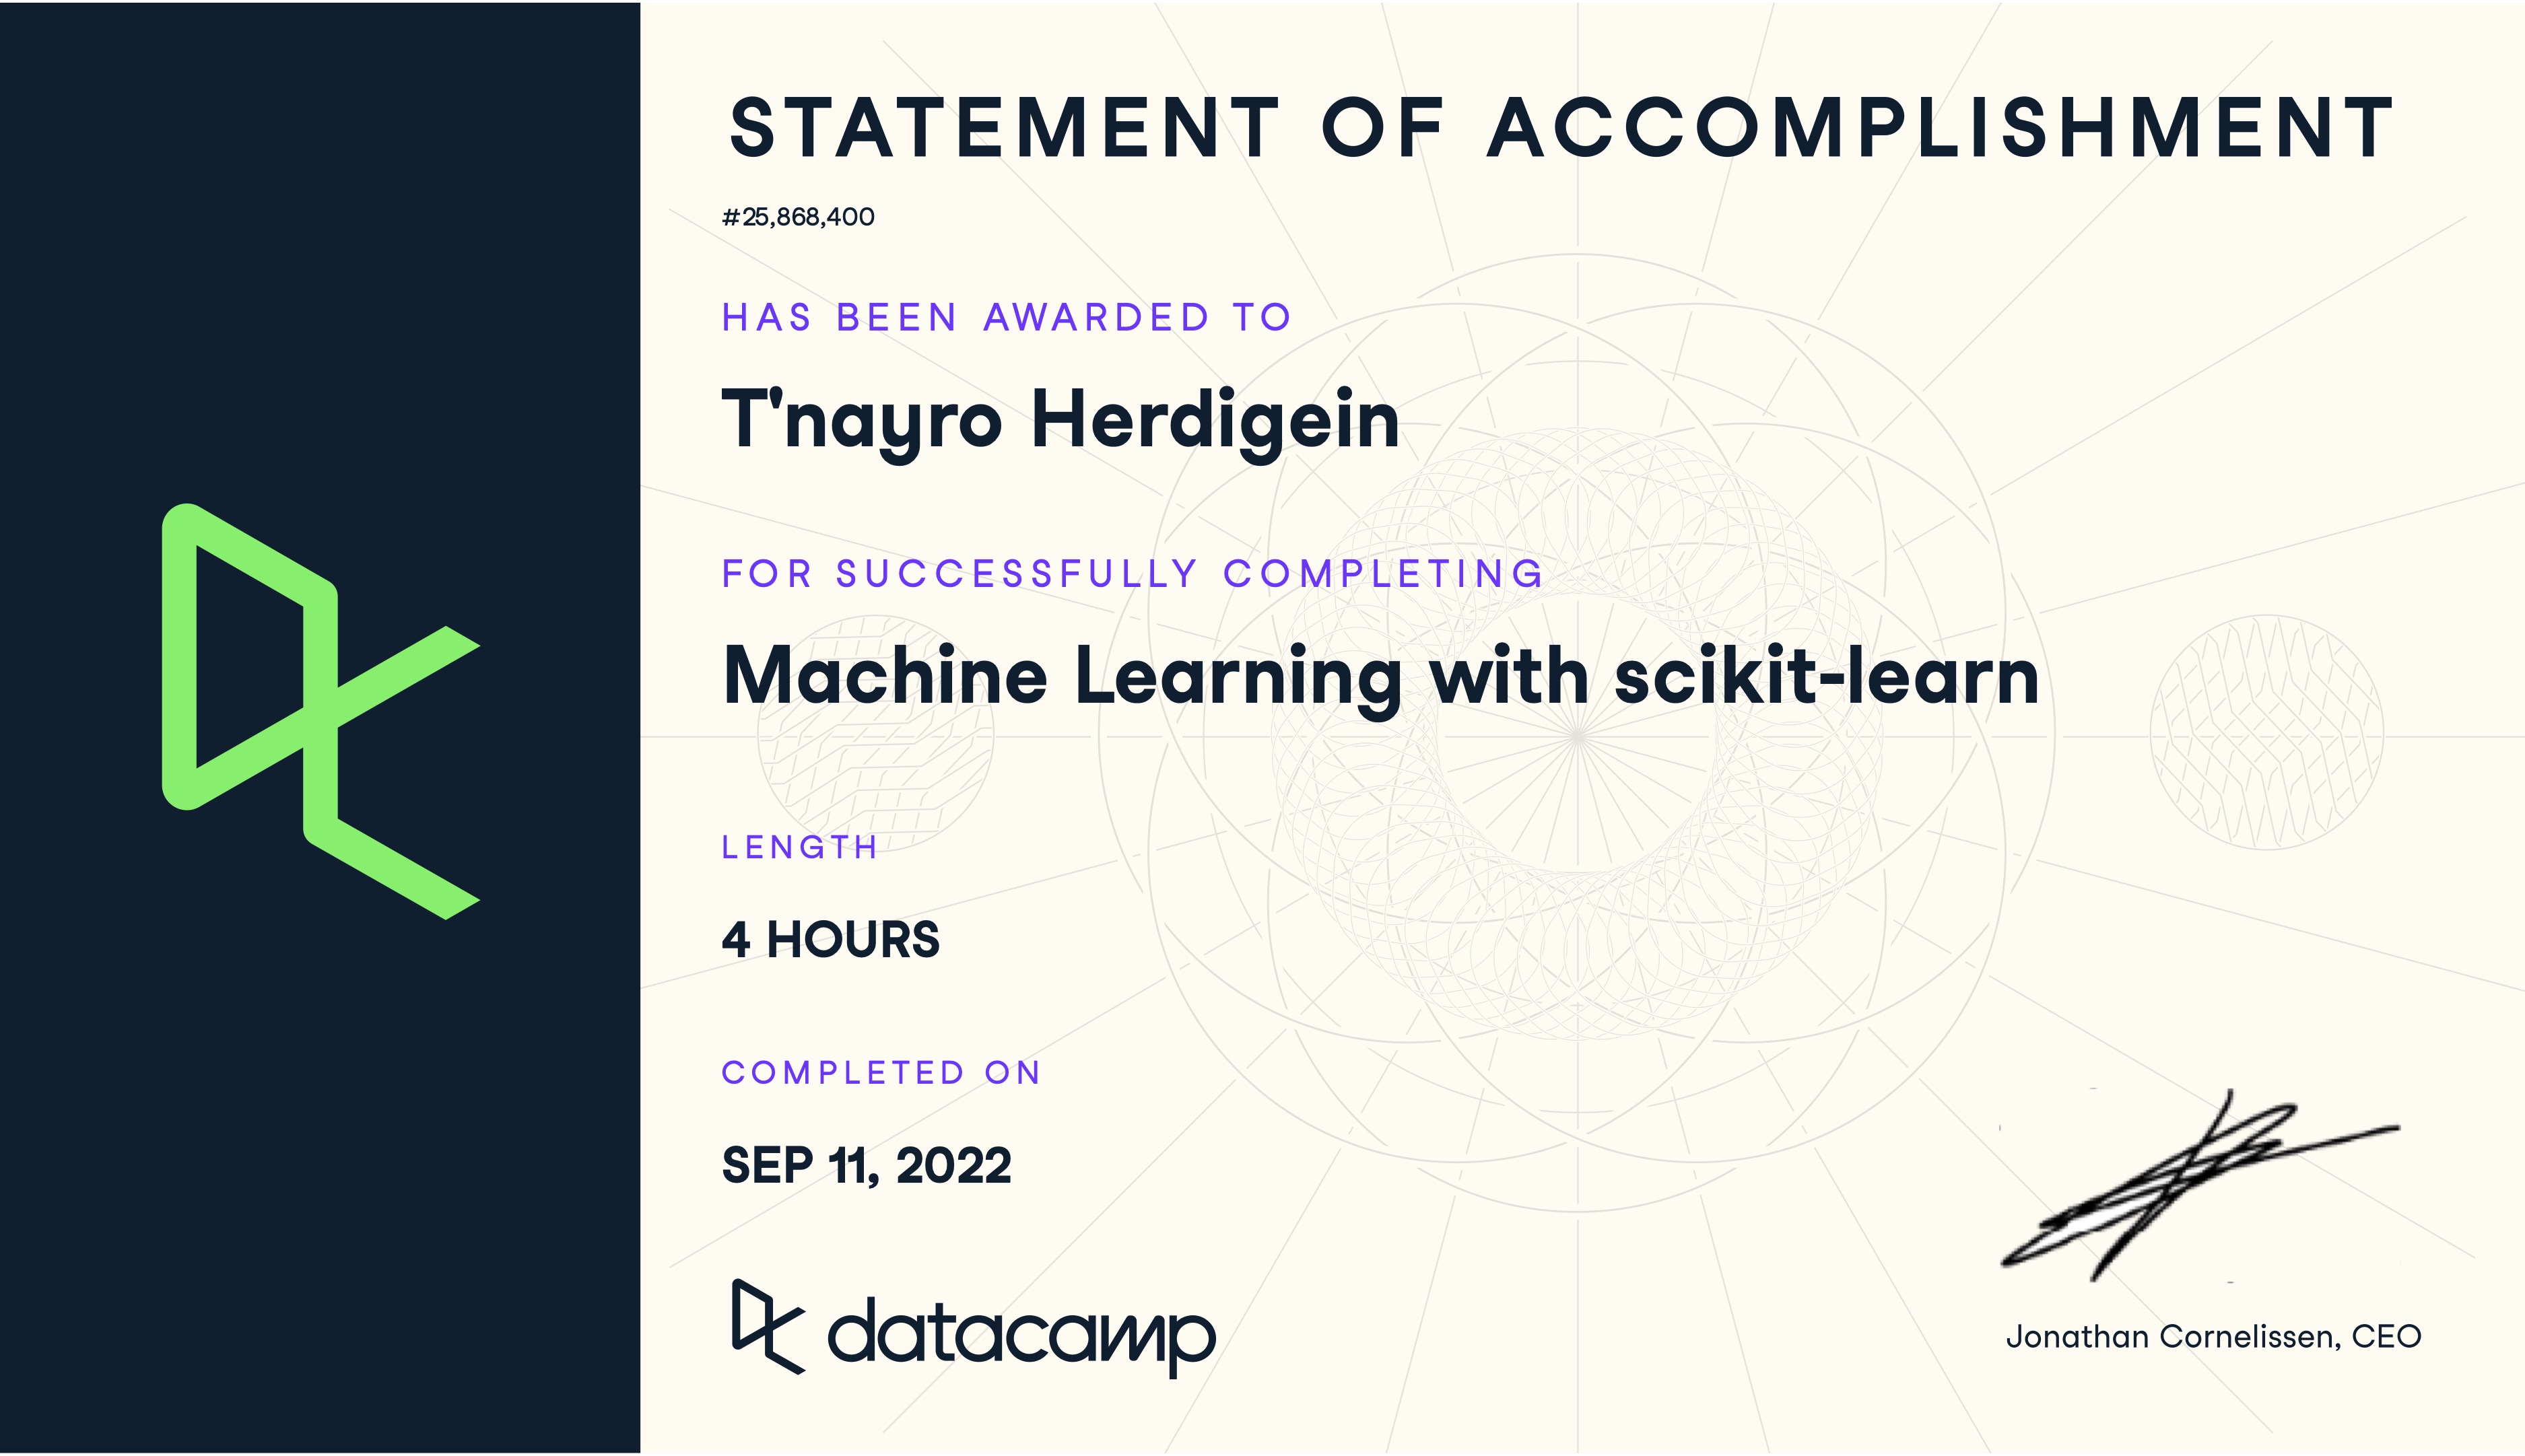 STATEMENT OF ACCOMPLISHMENT
#25,868,400
HAS BEEN AWARDED TO
T'nayro Herdigein
FOR SUCCESSFULLY COMPLETING
Machine Learning with scikit-learn
LENGTH
4 HOURS
COMPLETED ON
SEP 11, 2022
datacamp
Jonathan Cornelissen, CEO